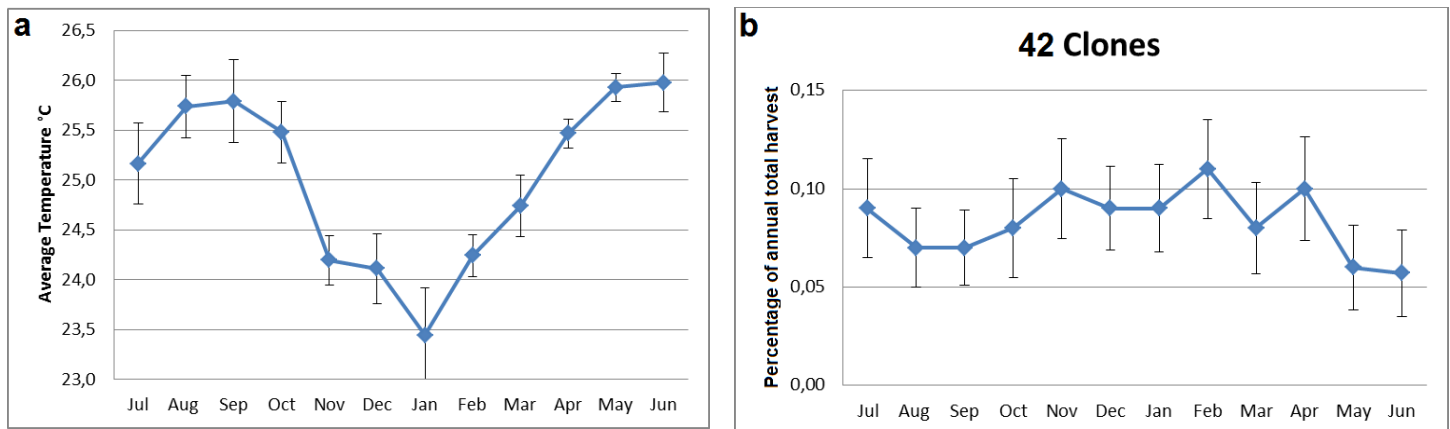 a
26,5
26,0
25,5
25,0
24,5
24,0
23,5
23,0
Average Temperature °C
Jul Aug Sep Oct Nov Dec Jan Feb Mar Apr May Jun
b
42 Clones
0,15
0,10
0,05
0,00
Percentage of annual total harvest
Jul Aug Sep Oct Nov Dec Jan Feb Mar Apr May Jun